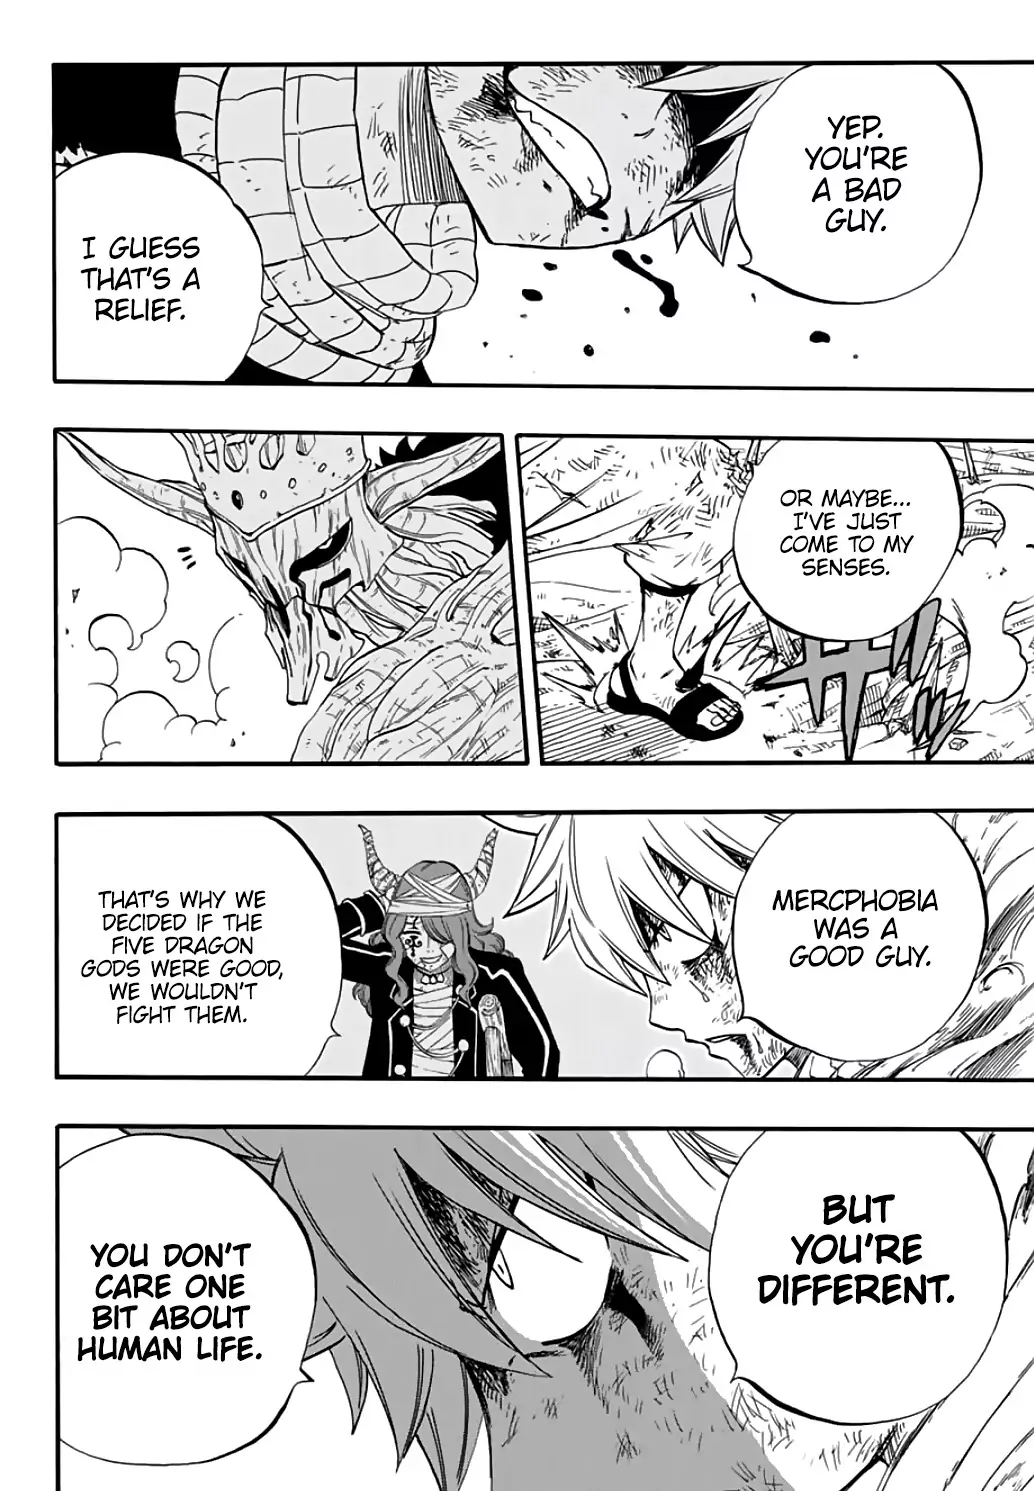 YEP.
YOU'RE
A BAD
GUY.
I GUESS
THAT'S A
RELIEF.
OR MAYBE...
I'VE JUST
COME TO MY
SENSES.
MERCPHOBIA
WAS A
GOOD GUY.
THAT'S WHY WE
DECIDED IF THE
FIVE DRAGON
GODS WERE GOOD,
WE WOULDN'T
FIGHT THEM.
BUT
YOU'RE
DIFFERENT.
YOU DON'T
CARE ONE
BIT ABOUT
HUMAN LIFE.